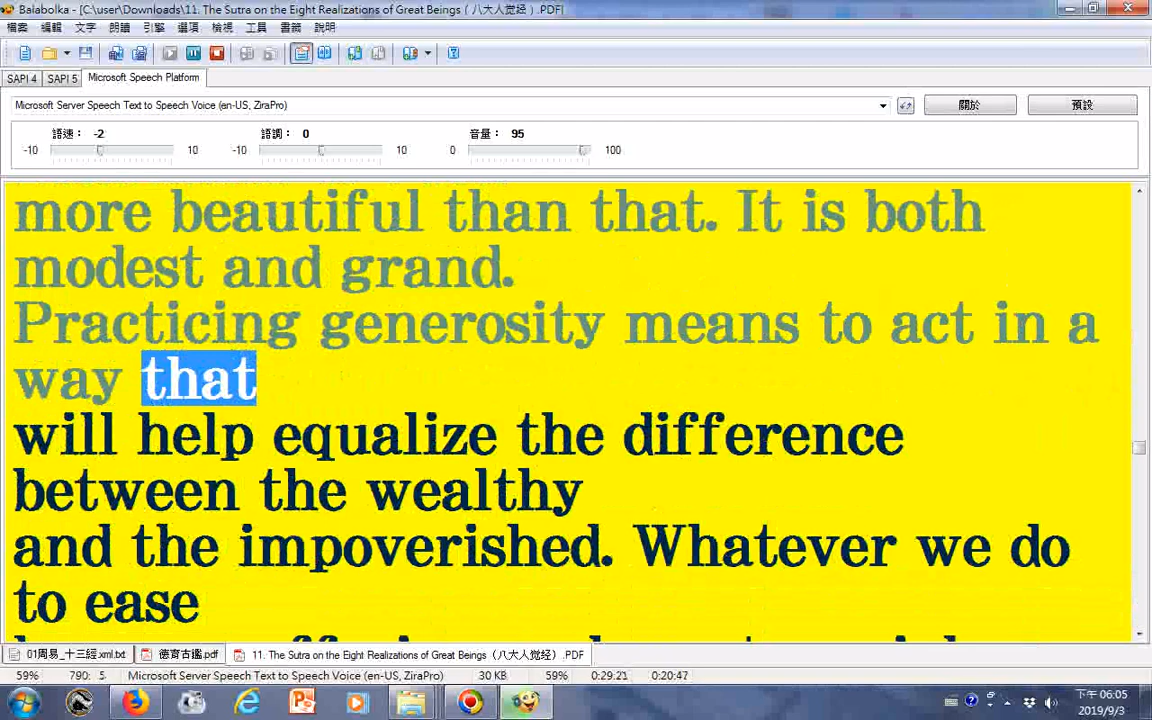 Balabolka - [C:\user\Downloads\11. The Sutra on the Eight Realizations of Great Beings（八大人觉经）.PDF]
檔案 編輯 文字 朗讀 引擎 選項 檢視 工具 書籤 說明
SAPI 4 SAPI 5 Microsoft Speech Platform
Microsoft Server Speech Text to Speech Voice (en-US, ZiraPro) 關於 預設
語速： -2 語調： 0 音量： 95
-10 10 -10 10 0 100
more beautiful than that. It is both
modest and grand.
Practicing generosity means to act in a
way that
will help equalize the difference
between the wealthy
and the impoverished. Whatever we do
to ease
01周易_十三經.xml.txt 德育古鑑.pdf 11. The Sutra on the Eight Realizations of Great Beings（八大人觉经）.PDF
59% 790: 5 Microsoft Server Speech Text to Speech Voice (en-US, ZiraPro) 30 KB 59% 0:29:21 0:20:47
下午 06:05
2019/9/3